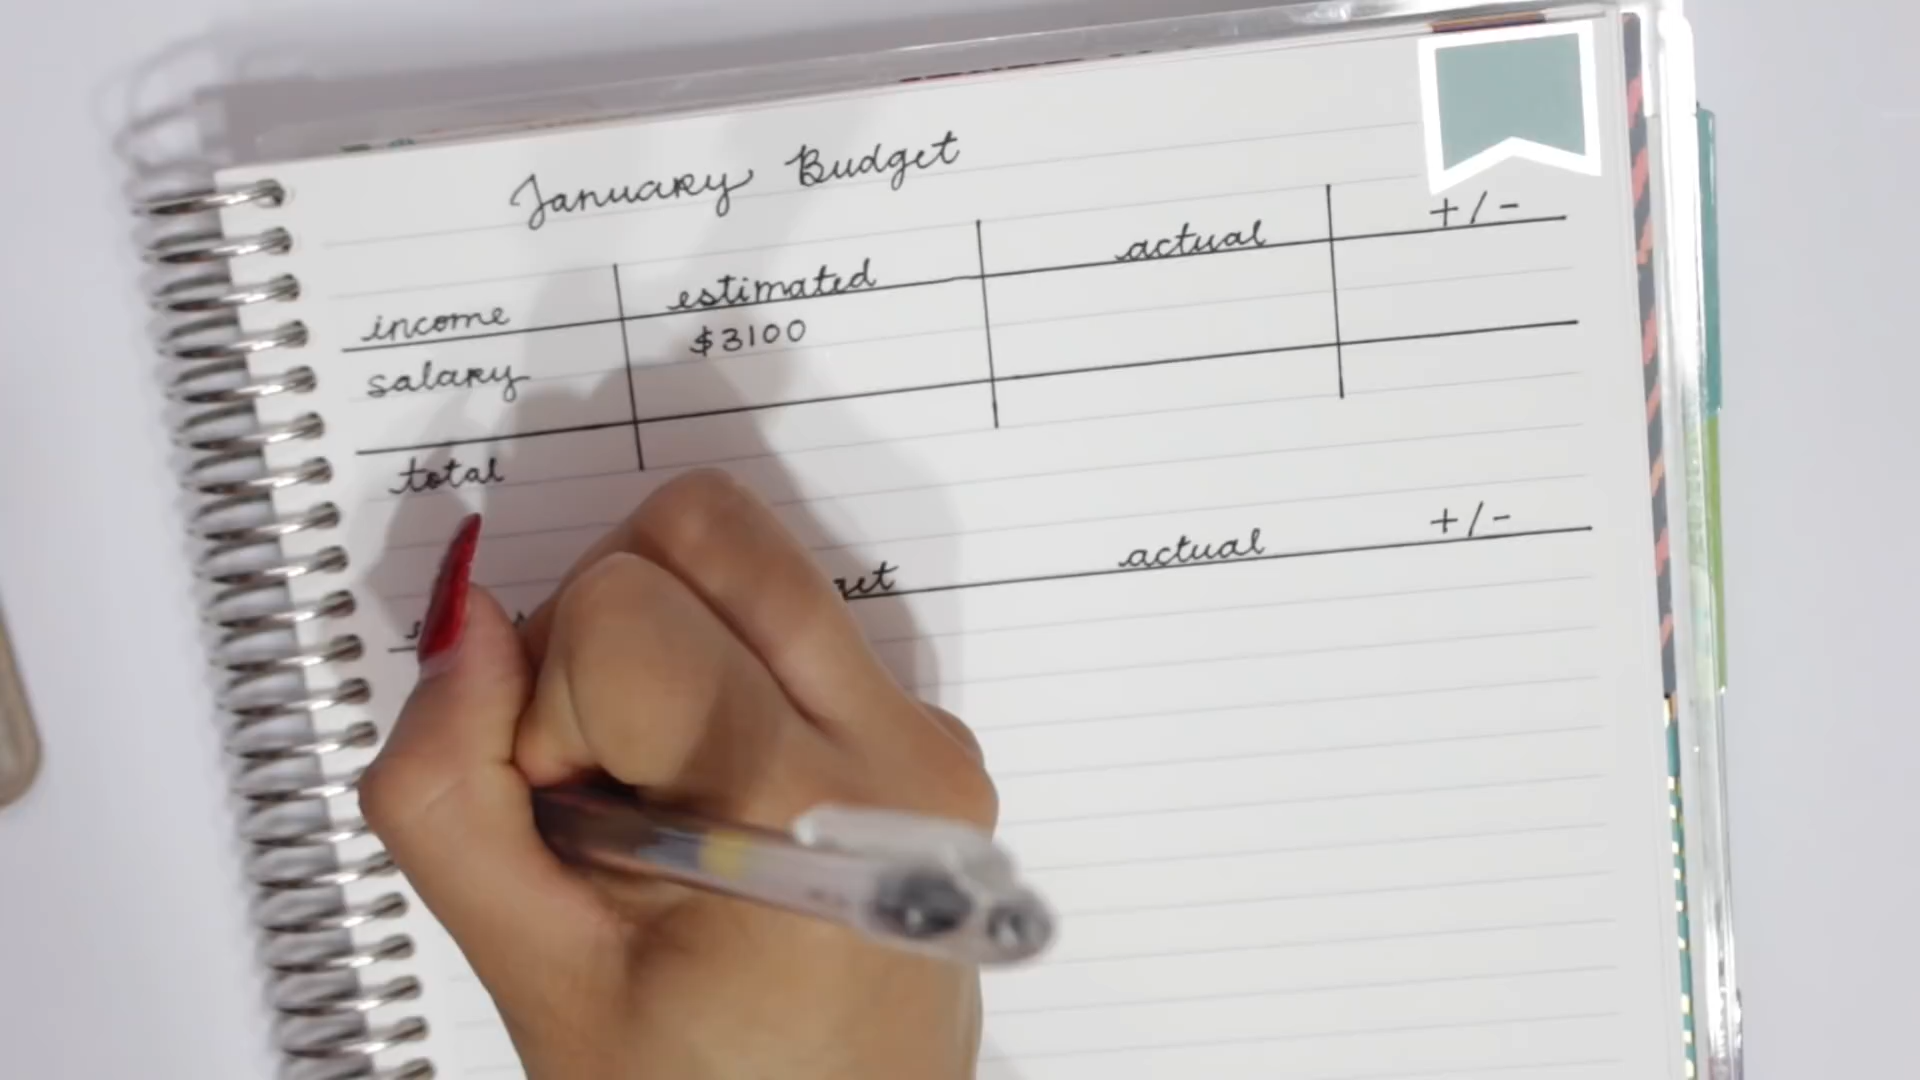 January Budget
income estimated actual +/-
salary $3100
total
actual +/-